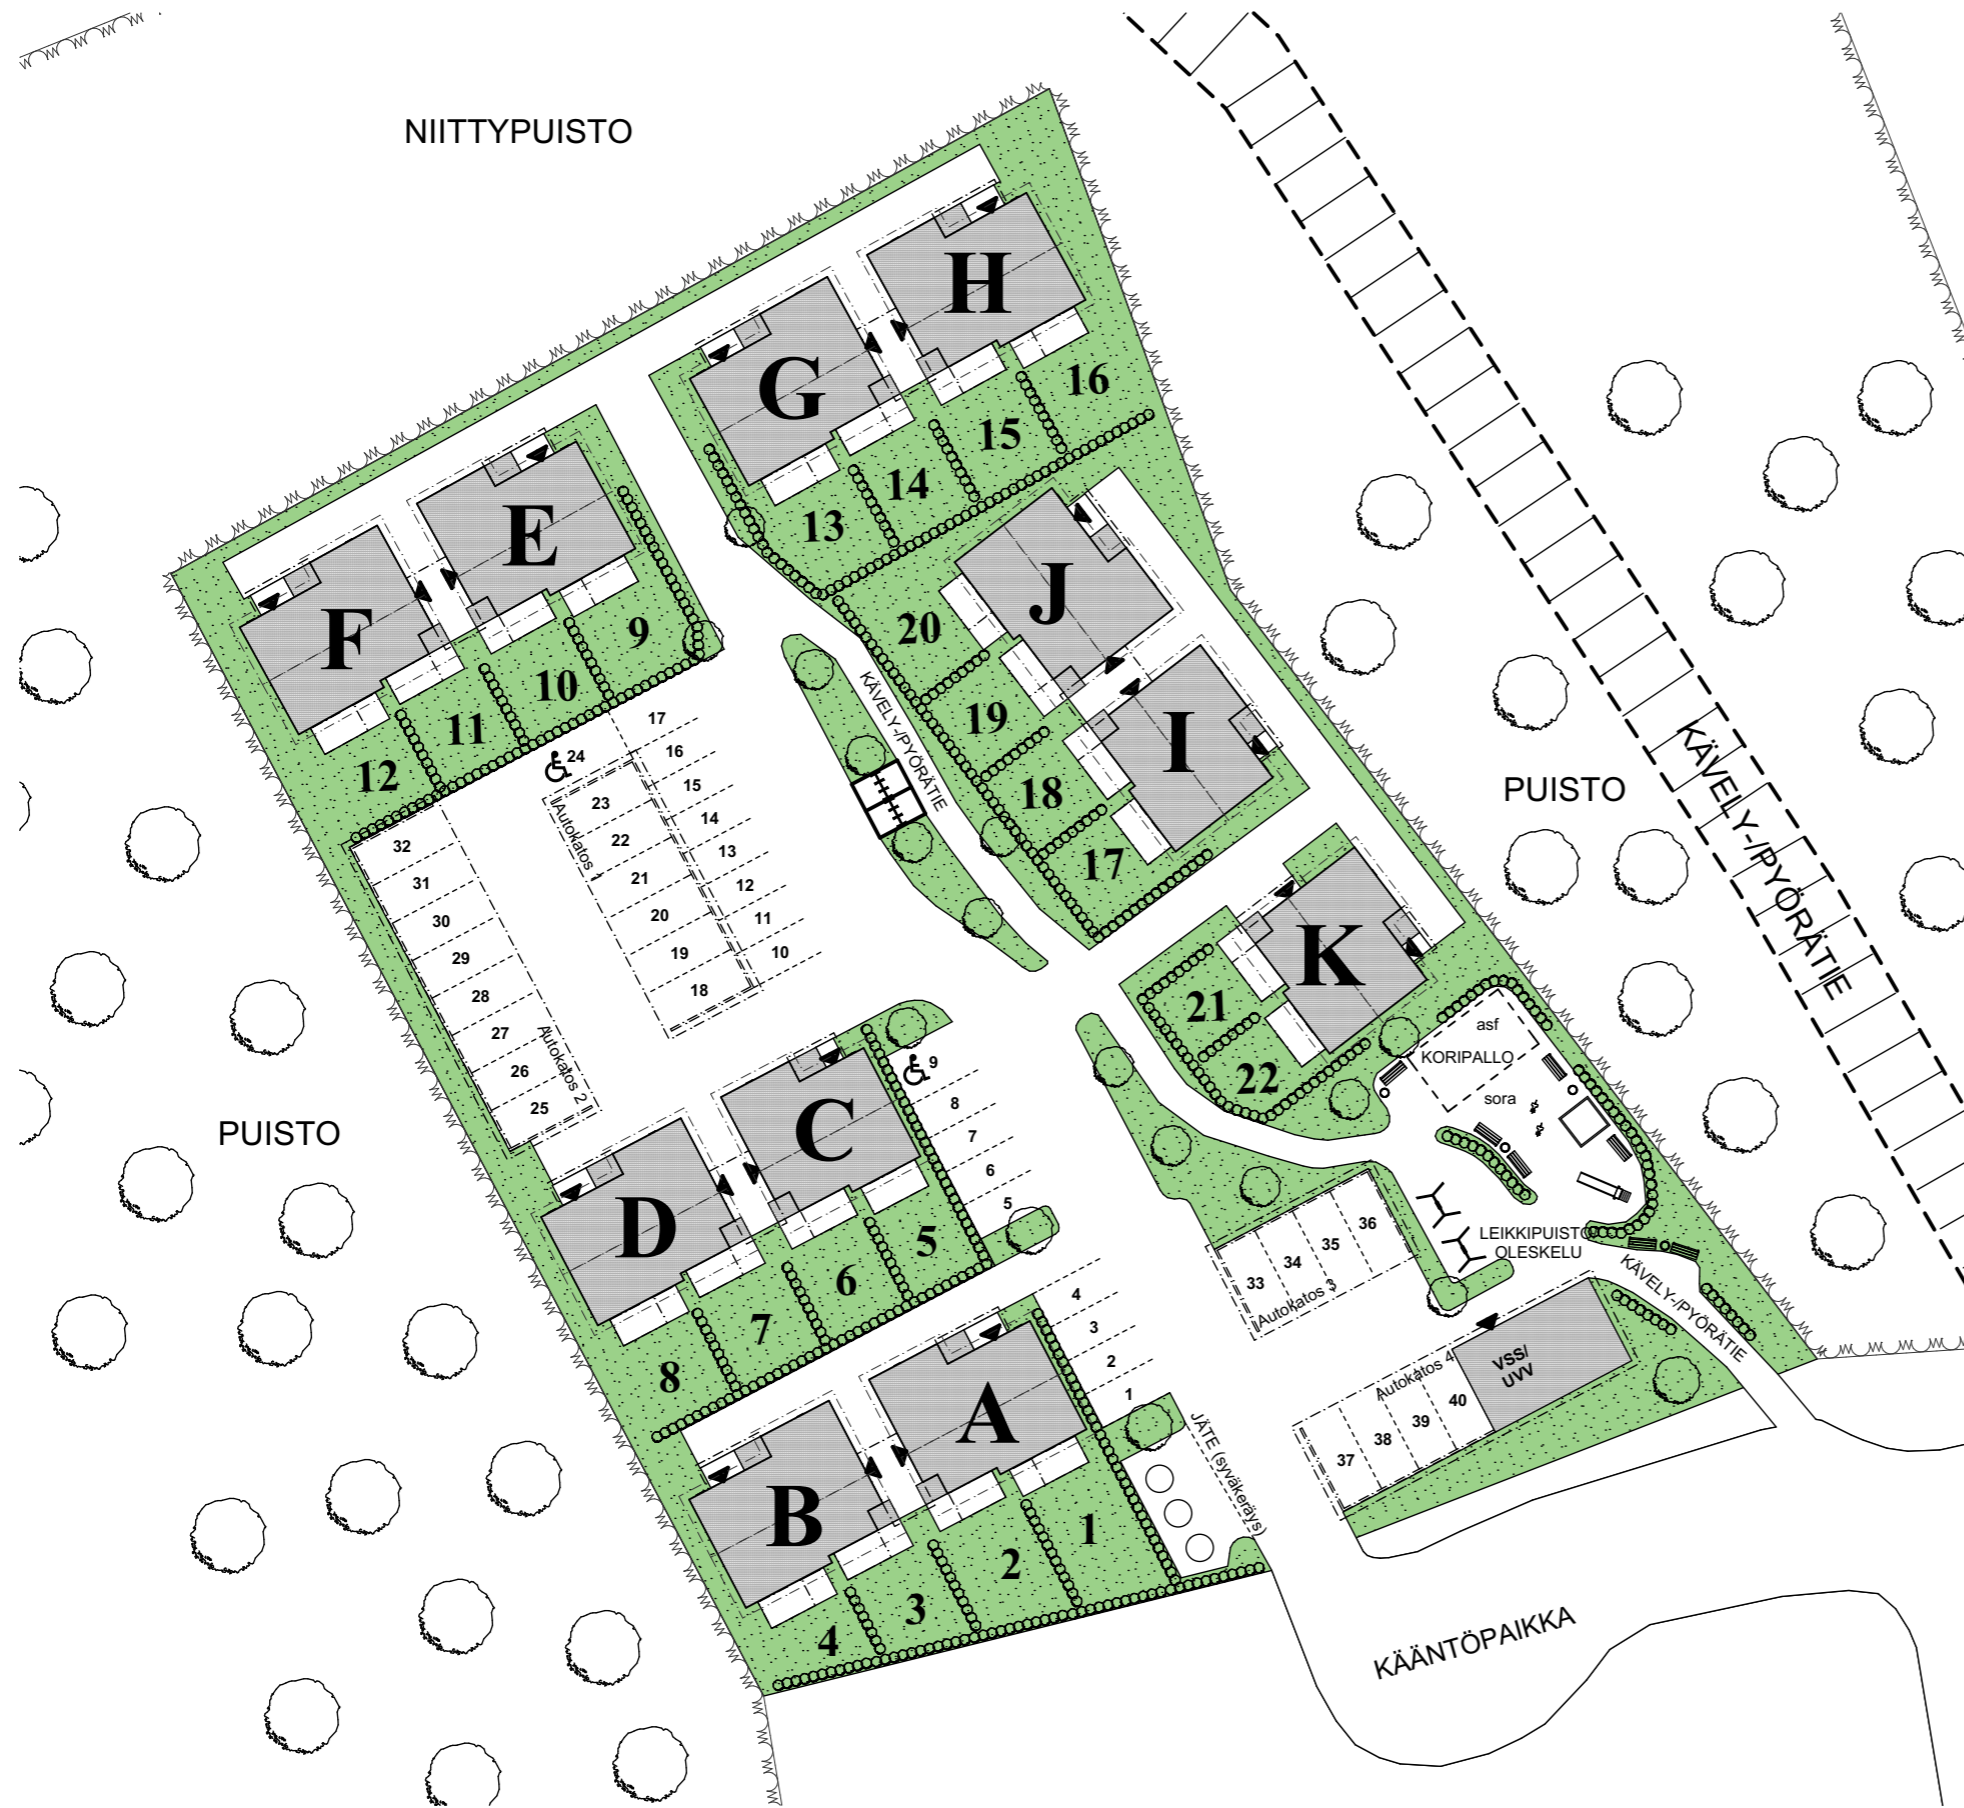 NIITTYPUISTO
H
G
16
15
14
13
E
F
9
10
11
12
J
20
19
I
18
17
KÄVELY-/PYÖRÄTIE
KÄVELY-/PYÖRÄTIE
PUISTO
17
16
15
14
13
12
11
10
24
23
22
21
20
19
18
Autokatos 1
32
31
30
29
28
27
26
25
Autokatos 2
K
21
22
asf
KORIPALLO
sora
LEIKKIPUISTO
OLESKELU
KÄVELY-/PYÖRÄTIE
PUISTO
C
D
9
8
7
6
5
5
6
7
8
33
34
35
36
Autokatos 3
A
B
4
3
2
1
1
2
3
4
JÄTE (syväkeräys)
Autokatos 4
VSS/
UVV
37
38
39
40
KÄÄNTÖPAIKKA